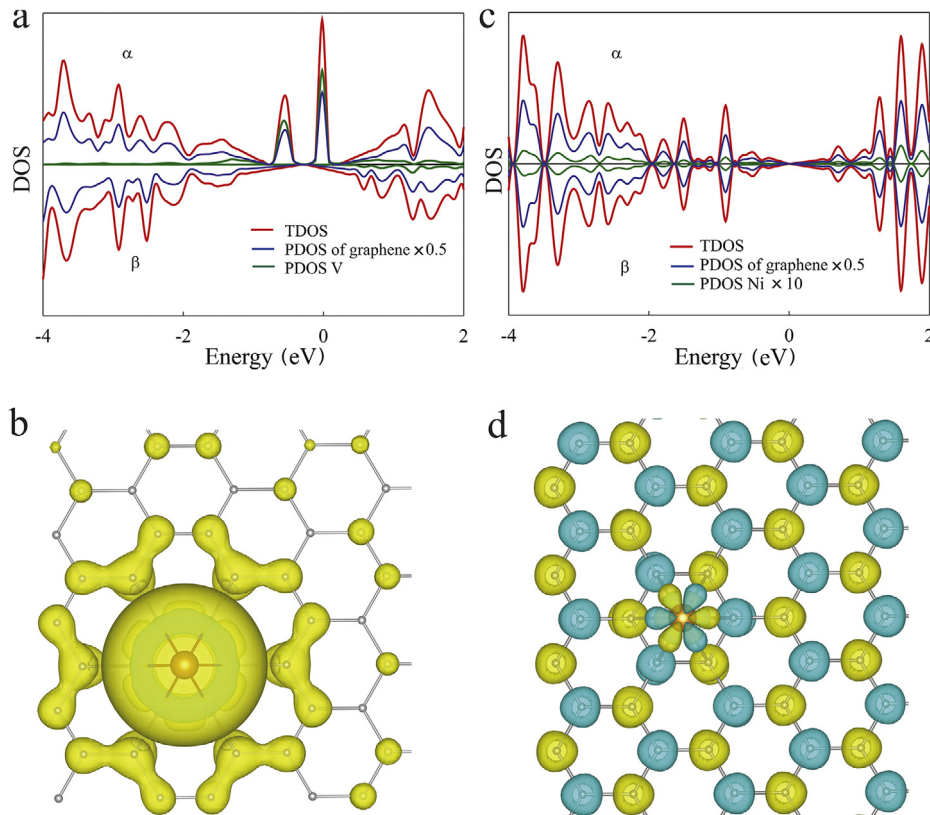 a
α
DOS
β
TDOS
PDOS of graphene ×0.5
PDOS V
-4 -2 0 2
Energy (eV)
c
α
DOS
β
TDOS
PDOS of graphene ×0.5
PDOS Ni × 10
-4 -2 0 2
Energy (eV)
b
d